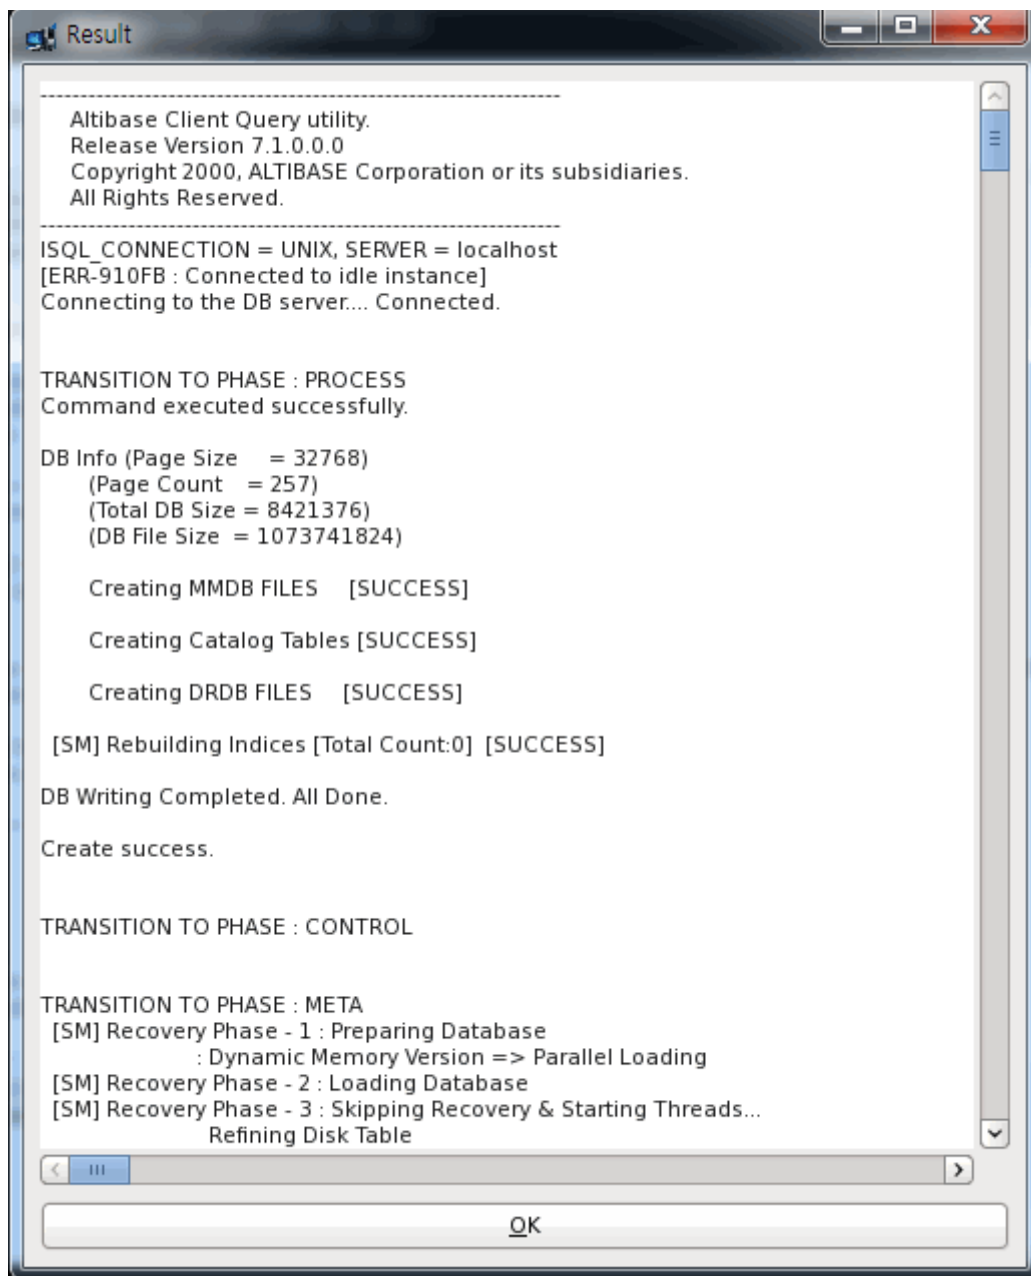 Result
-----------------------------------------------------------------
Altibase Client Query utility.
Release Version 7.1.0.0.0
Copyright 2000, ALTIBASE Corporation or its subsidiaries.
All Rights Reserved.
-----------------------------------------------------------------
ISQL_CONNECTION = UNIX, SERVER = localhost
[ERR-910FB : Connected to idle instance]
Connecting to the DB server.... Connected.
TRANSITION TO PHASE : PROCESS
Command executed successfully.
DB Info (Page Size = 32768)
(Page Count = 257)
(Total DB Size = 8421376)
(DB File Size = 1073741824)
Creating MMDB FILES [SUCCESS]
Creating Catalog Tables [SUCCESS]
Creating DRDB FILES [SUCCESS]
[SM] Rebuilding Indices [Total Count:0] [SUCCESS]
DB Writing Completed. All Done.
Create success.
TRANSITION TO PHASE : CONTROL
TRANSITION TO PHASE : META
[SM] Recovery Phase - 1 : Preparing Database
: Dynamic Memory Version => Parallel Loading
[SM] Recovery Phase - 2 : Loading Database
[SM] Recovery Phase - 3 : Skipping Recovery & Starting Threads...
Refining Disk Table
OK